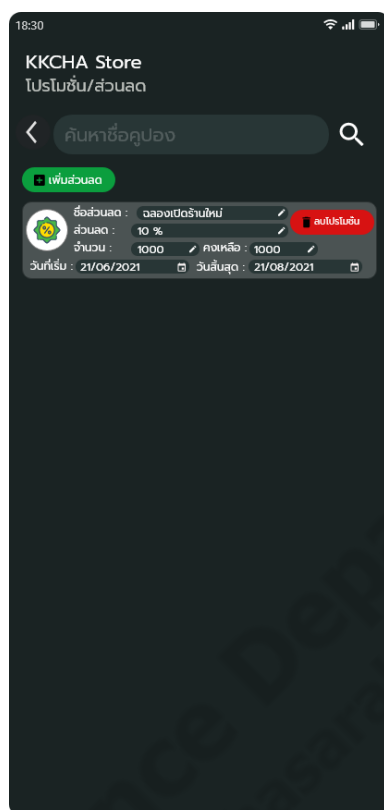 18:30
KKCHA Store
โปรโมชั่น/ส่วนลด
ค้นหาชื่อคูปอง
เพิ่มส่วนลด
ชื่อส่วนลด : ฉลองเปิดร้านใหม่
ลบโปรโมชัน
ส่วนลด : 10 %
จำนวน : 1000 คงเหลือ : 1000
วันที่เริ่ม : 21/06/2021 วันสิ้นสุด : 21/08/2021